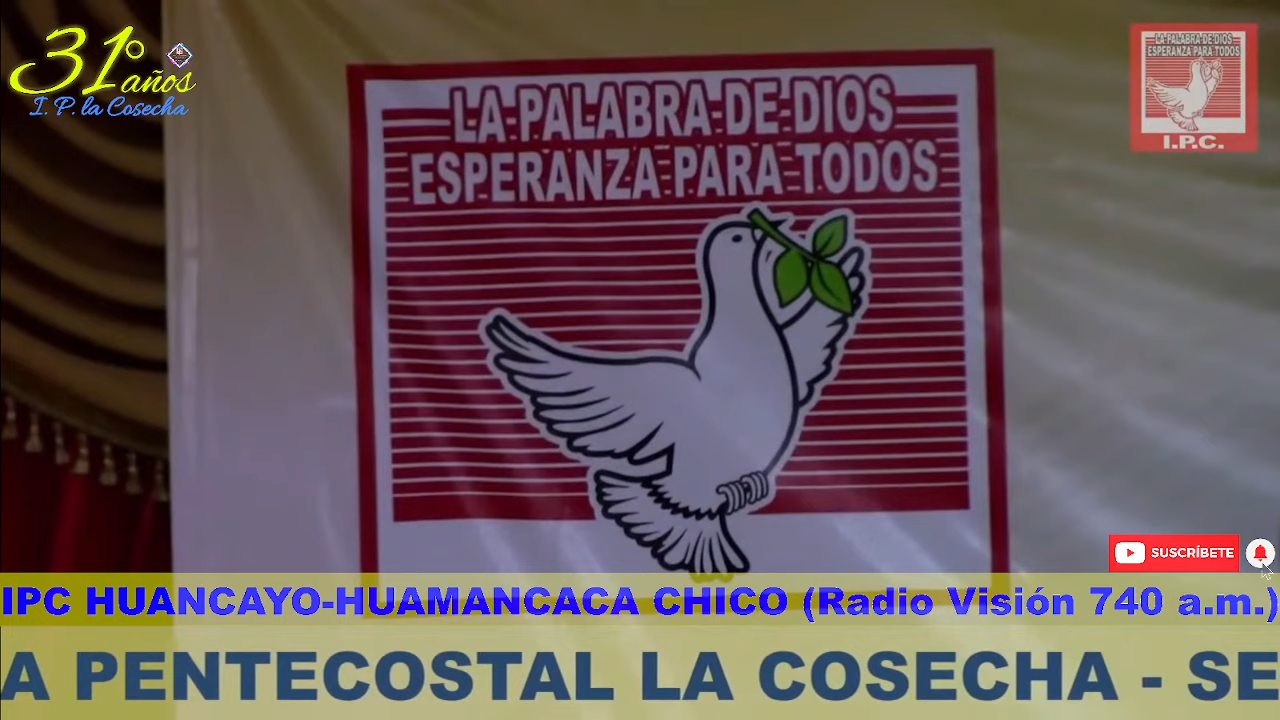 31° años
I. P. la Cosecha
LA PALABRA DE DIOS
ESPERANZA PARA TODOS
I.P.C.
LA PALABRA DE DIOS
ESPERANZA PARA TODOS
SUSCRÍBETE
IPC HUANCAYO-HUAMANCACA CHICO (Radio Visión 740 a.m.)
A PENTECOSTAL LA COSECHA - SE